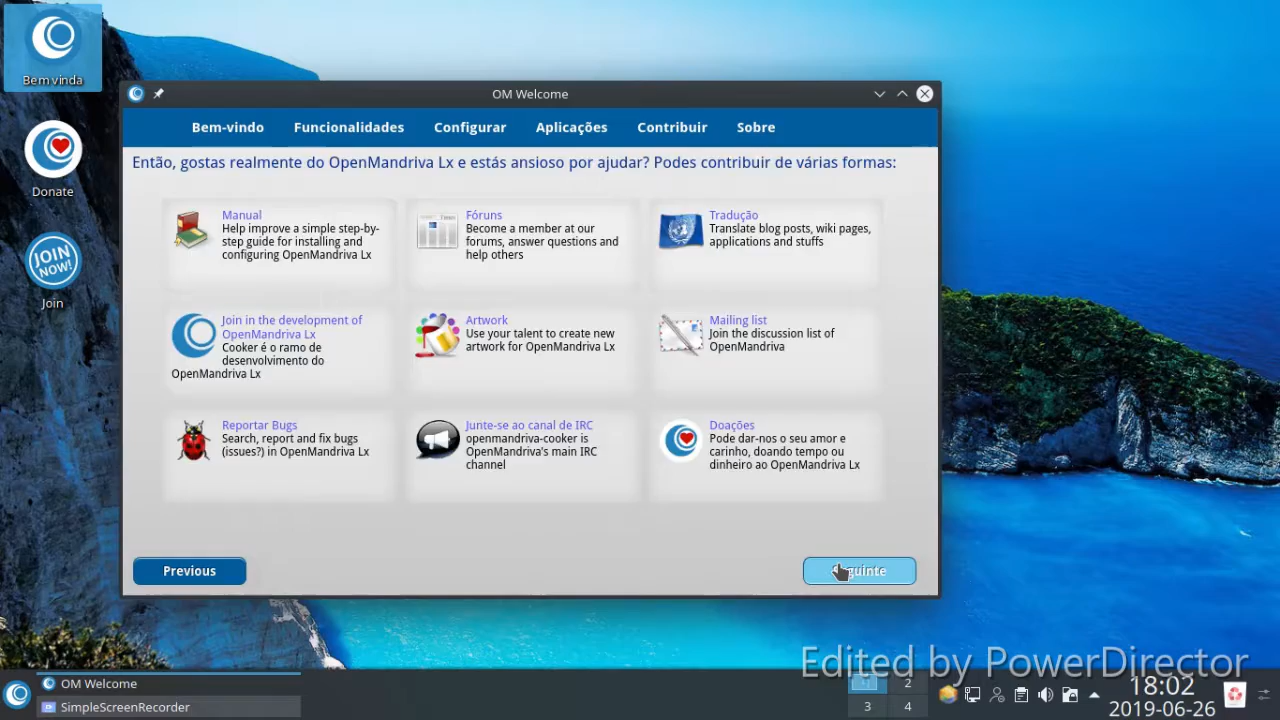 Bem vinda
Donate
Join
OM Welcome
Bem-vindo Funcionalidades Configurar Aplicações Contribuir Sobre
Então, gostas realmente do OpenMandriva Lx e estás ansioso por ajudar? Podes contribuir de várias formas:
Manual
Help improve a simple step-by-
step guide for installing and
configuring OpenMandriva Lx
Fóruns
Become a member at our
forums, answer questions and
help others
Tradução
Translate blog posts, wiki pages,
applications and stuffs
Join in the development of
OpenMandriva Lx
Cooker é o ramo de
desenvolvimento do
OpenMandriva Lx
Artwork
Use your talent to create new
artwork for OpenMandriva Lx
Mailing list
Join the discussion list of
OpenMandriva
Reportar Bugs
Search, report and fix bugs
(issues?) in OpenMandriva Lx
Junte-se ao canal de IRC
openmandriva-cooker is
OpenMandriva's main IRC
channel
Doações
Pode dar-nos o seu amor e
carinho, doando tempo ou
dinheiro ao OpenMandriva Lx
Previous
JOIN
NOW!
Edited by PowerDirector
OM Welcome
SimpleScreenRecorder
2
3 4
18:02
2019-06-26